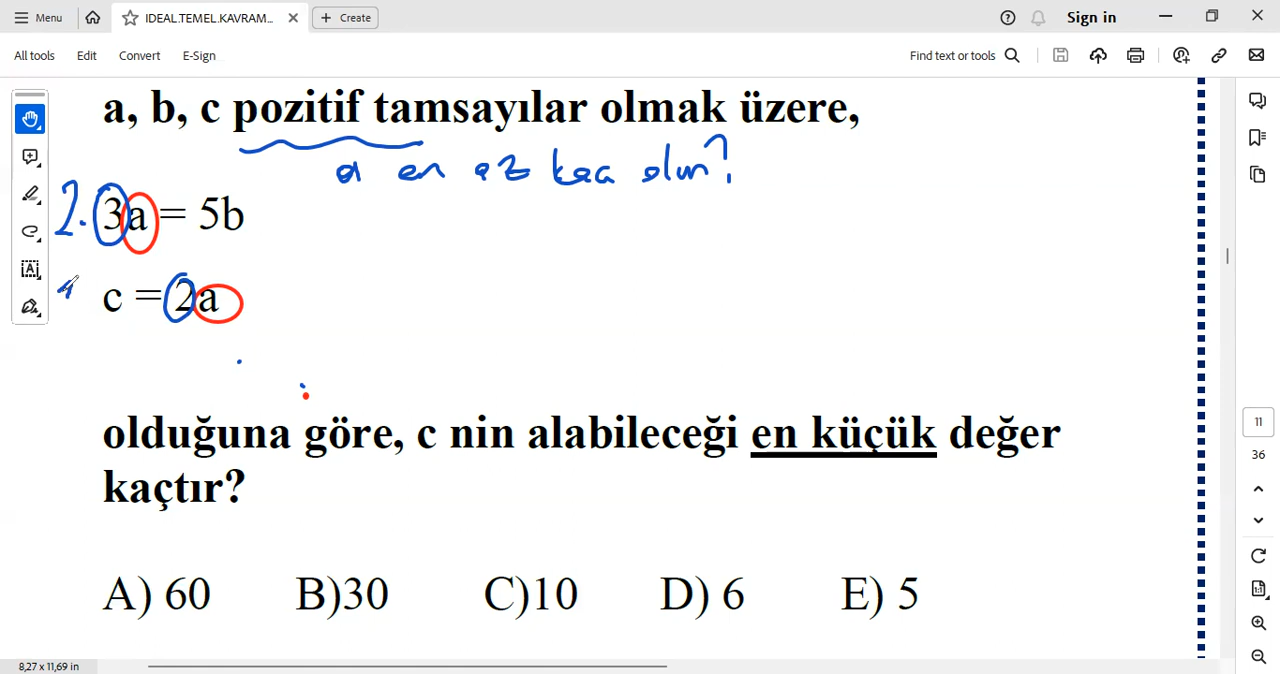 Menu
IDEAL.TEMEL.KAVRAM...
Create
Sign in
All tools
Edit
Convert
E-Sign
Find text or tools
a, b, c pozitif tamsayılar olmak üzere,
a en az kaç olur?
2. 3a = 5b
c = 2a
olduğuna göre, c nin alabileceği en küçük değer
kaçtır?
A) 60 B)30 C)10 D) 6 E) 5
11
36
8,27 x 11,69 in